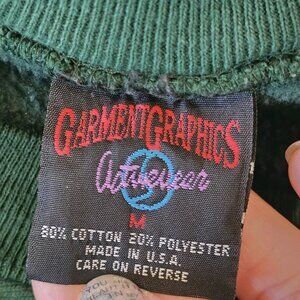 GARMENTGRAPHICS
Activewear
M
80% COTTON 20% POLYESTER
MADE IN U.S.A.
CARE ON REVERSE